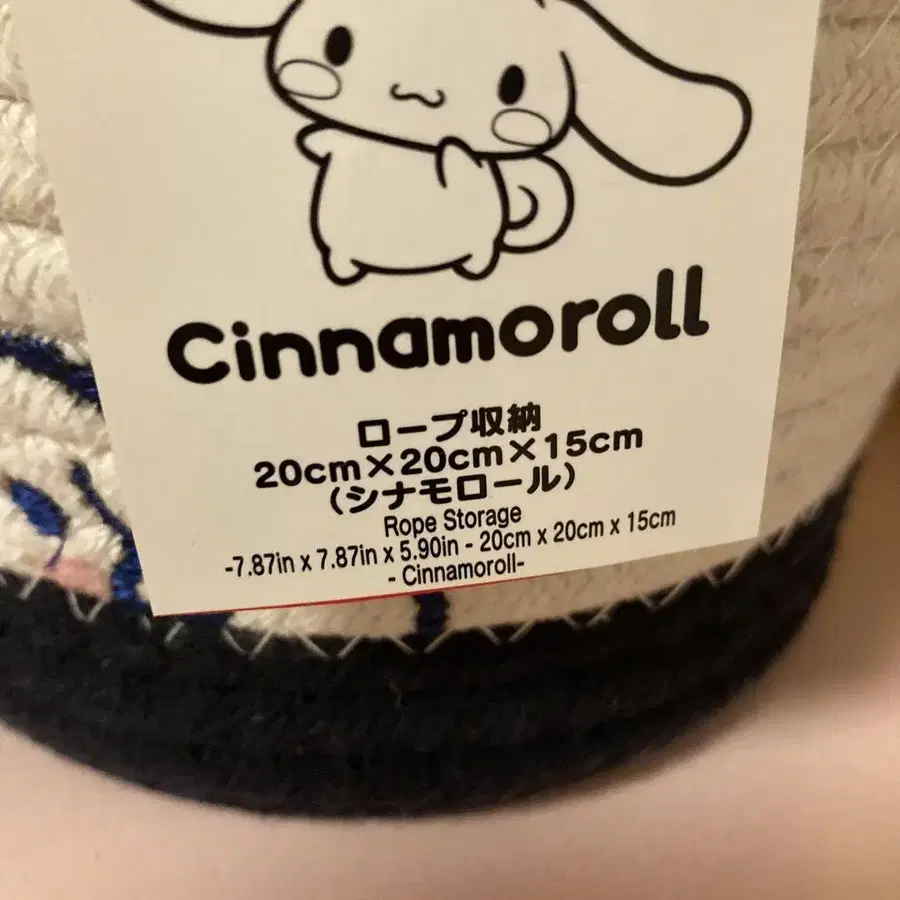 Cinnamoroll
ロープ収納
20cm×20cm×15cm
（シナモロール）
Rope Storage
-7.87in x 7.87in x 5.90in - 20cm x 20cm x 15cm
- Cinnamoroll-